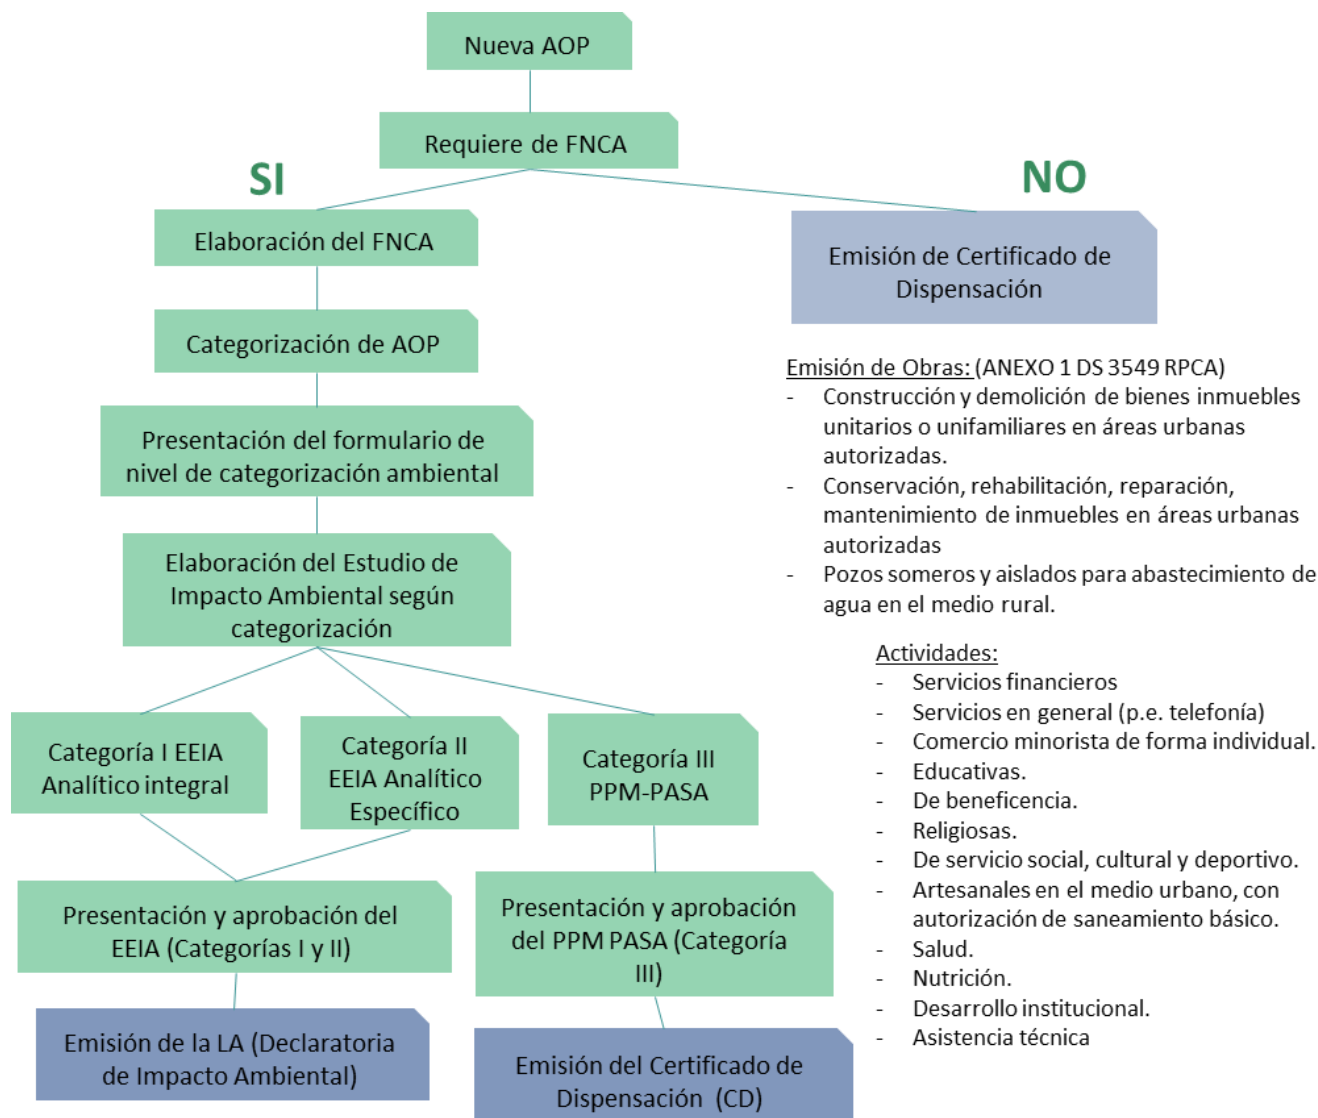 Nueva AOP
Requiere de FNCA
SI
NO
Elaboración del FNCA
Emisión de Certificado de
Dispensación
Categorización de AOP
Presentación del formulario de
nivel de categorización ambiental
Elaboración del Estudio de
Impacto Ambiental según
categorización
Categoría I EEIA
Analítico integral
Categoría II
EEIA Analítico
Específico
Categoría III
PPM-PASA
Presentación y aprobación del
EEIA (Categorías I y II)
Presentación y aprobación
del PPM PASA (Categoría
III)
Emisión de la LA (Declaratoria
de Impacto Ambiental)
Emisión del Certificado de
Dispensación (CD)
Emisión de Obras: (ANEXO 1 DS 3549 RPCA)
- Construcción y demolición de bienes inmuebles
unitarios o unifamiliares en áreas urbanas
autorizadas.
- Conservación, rehabilitación, reparación,
mantenimiento de inmuebles en áreas urbanas
autorizadas
- Pozos someros y aislados para abastecimiento de
agua en el medio rural.
Actividades:
- Servicios financieros
- Servicios en general (p.e. telefonía)
- Comercio minorista de forma individual.
- Educativas.
- De beneficencia.
- Religiosas.
- De servicio social, cultural y deportivo.
- Artesanales en el medio urbano, con
autorización de saneamiento básico.
- Salud.
- Nutrición.
- Desarrollo institucional.
- Asistencia técnica